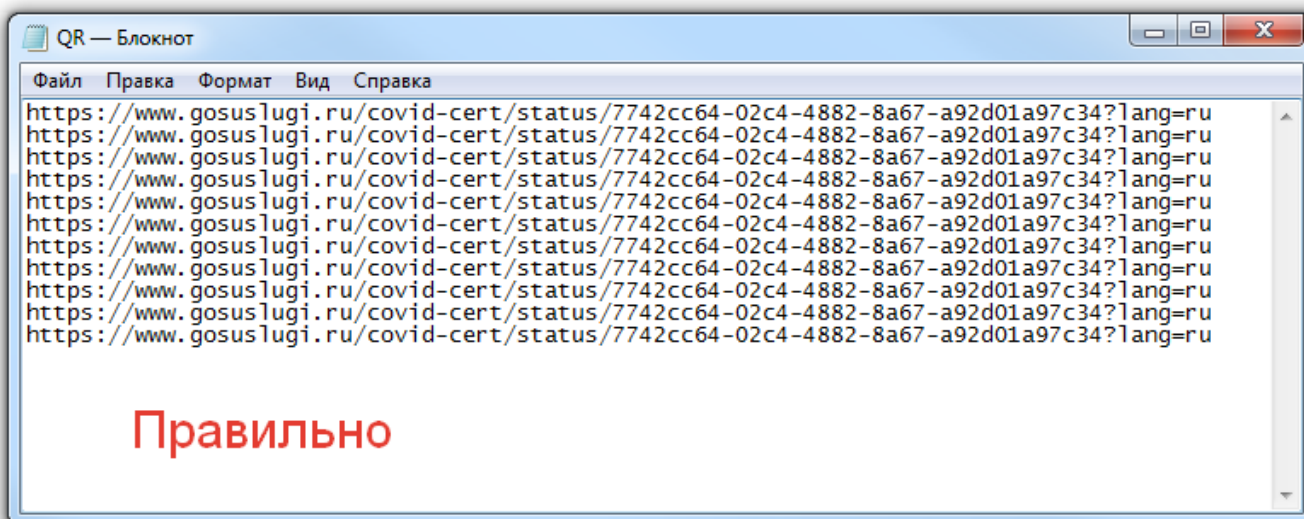 QR — Блокнот
Файл Правка Формат Вид Справка
https://www.gosuslugi.ru/covid-cert/status/7742cc64-02c4-4882-8a67-a92d01a97c34?lang=ru
https://www.gosuslugi.ru/covid-cert/status/7742cc64-02c4-4882-8a67-a92d01a97c34?lang=ru
https://www.gosuslugi.ru/covid-cert/status/7742cc64-02c4-4882-8a67-a92d01a97c34?lang=ru
https://www.gosuslugi.ru/covid-cert/status/7742cc64-02c4-4882-8a67-a92d01a97c34?lang=ru
https://www.gosuslugi.ru/covid-cert/status/7742cc64-02c4-4882-8a67-a92d01a97c34?lang=ru
https://www.gosuslugi.ru/covid-cert/status/7742cc64-02c4-4882-8a67-a92d01a97c34?lang=ru
https://www.gosuslugi.ru/covid-cert/status/7742cc64-02c4-4882-8a67-a92d01a97c34?lang=ru
https://www.gosuslugi.ru/covid-cert/status/7742cc64-02c4-4882-8a67-a92d01a97c34?lang=ru
https://www.gosuslugi.ru/covid-cert/status/7742cc64-02c4-4882-8a67-a92d01a97c34?lang=ru
https://www.gosuslugi.ru/covid-cert/status/7742cc64-02c4-4882-8a67-a92d01a97c34?lang=ru
https://www.gosuslugi.ru/covid-cert/status/7742cc64-02c4-4882-8a67-a92d01a97c34?lang=ru
Правильно